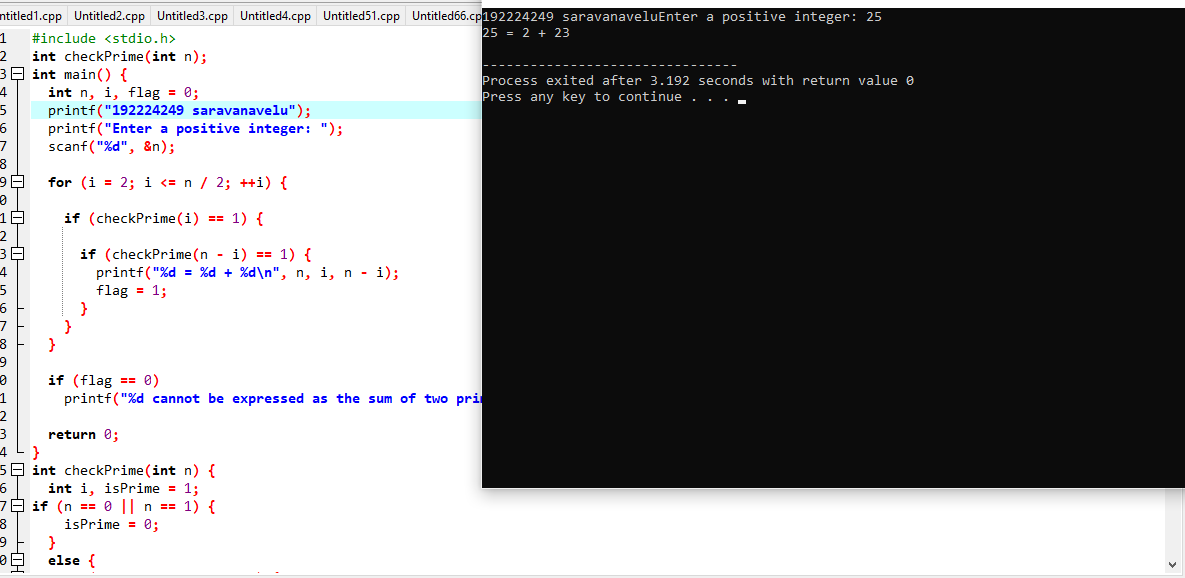 ntitled1.cpp Untitled2.cpp Untitled3.cpp Untitled4.cpp Untitled51.cpp Untitled66.cp
1 #include <stdio.h>
2 int checkPrime(int n);
3 int main() {
4 int n, i, flag = 0;
5 printf("192224249 saravanavelu");
6 printf("Enter a positive integer: ");
7 scanf("%d", &n);
8
9 for (i = 2; i <= n / 2; ++i) {
0
1 if (checkPrime(i) == 1) {
2
3 if (checkPrime(n - i) == 1) {
4 printf("%d = %d + %d\n", n, i, n - i);
5 flag = 1;
6 }
7 }
8 }
9
0 if (flag == 0)
1 printf("%d cannot be expressed as the sum of two pri
2
3 return 0;
4 }
5 int checkPrime(int n) {
6 int i, isPrime = 1;
7 if (n == 0 || n == 1) {
8 isPrime = 0;
9 }
0 else {
192224249 saravanaveluEnter a positive integer: 25
25 = 2 + 23
--------------------------------
Process exited after 3.192 seconds with return value 0
Press any key to continue . . .